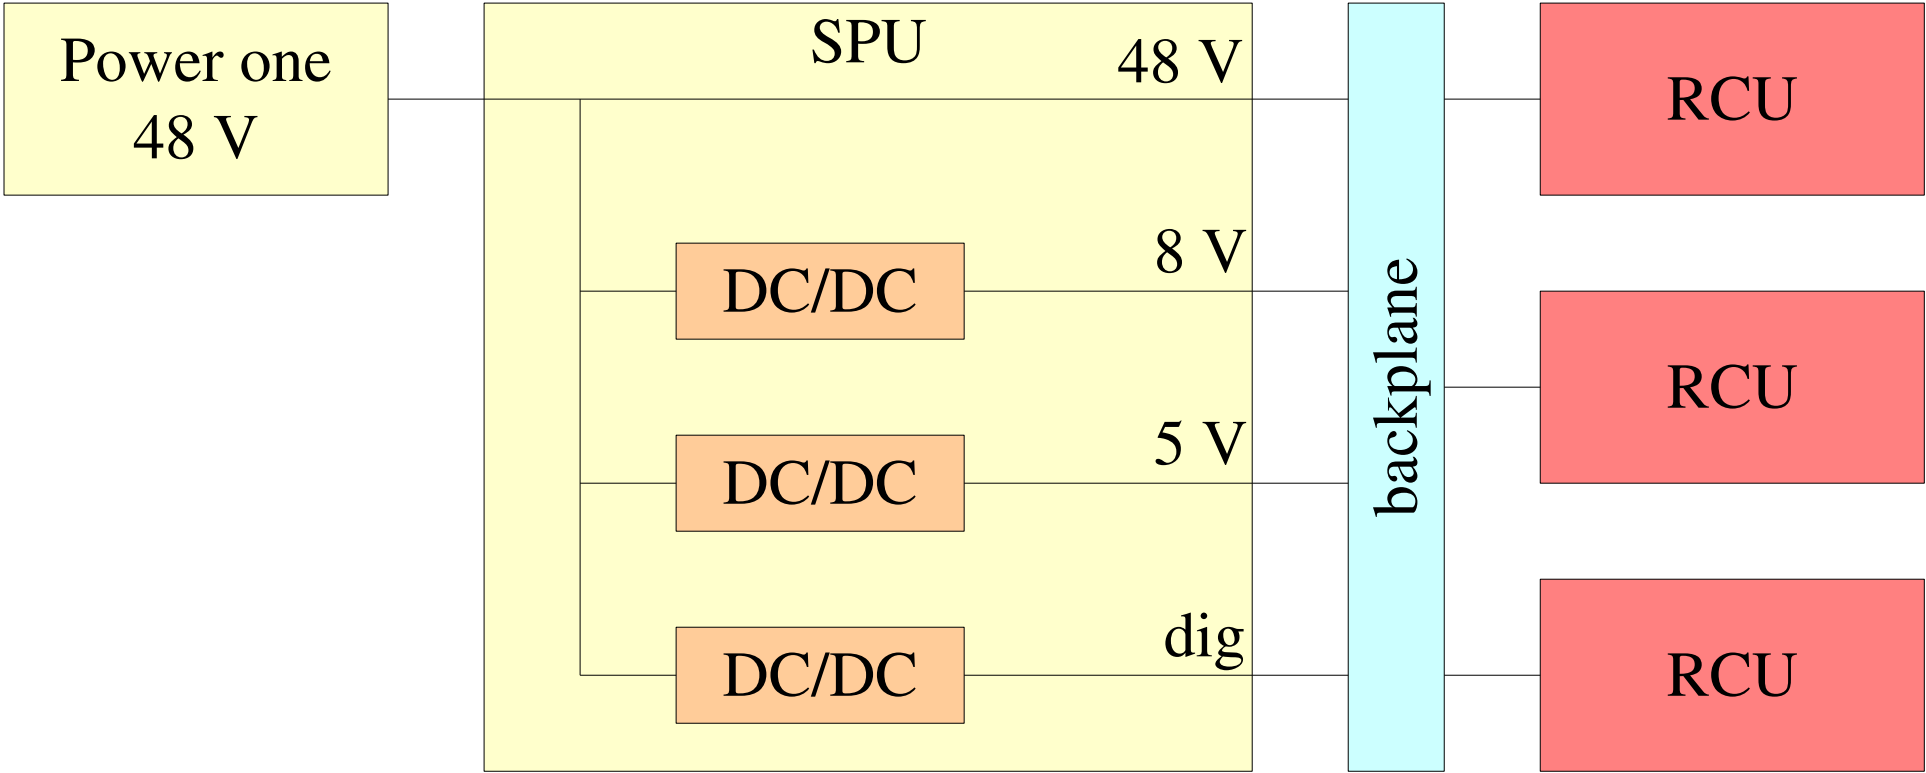 Power one
48 V
SPU
48 V
8 V
DC/DC
5 V
DC/DC
dig
DC/DC
backplane
RCU
RCU
RCU